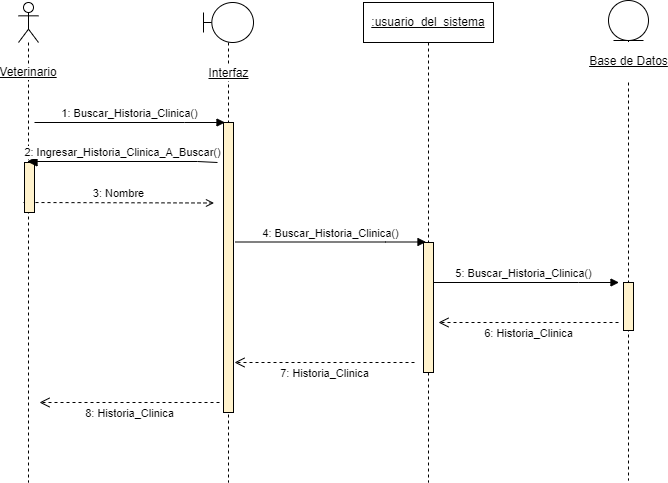 :usuario_del_sistema
Veterinario
Interfaz
Base de Datos
1: Buscar_Historia_Clinica()
2: Ingresar_Historia_Clinica_A_Buscar()
3: Nombre
4: Buscar_Historia_Clinica()
5: Buscar_Historia_Clinica()
6: Historia_Clinica
7: Historia_Clinica
8: Historia_Clinica